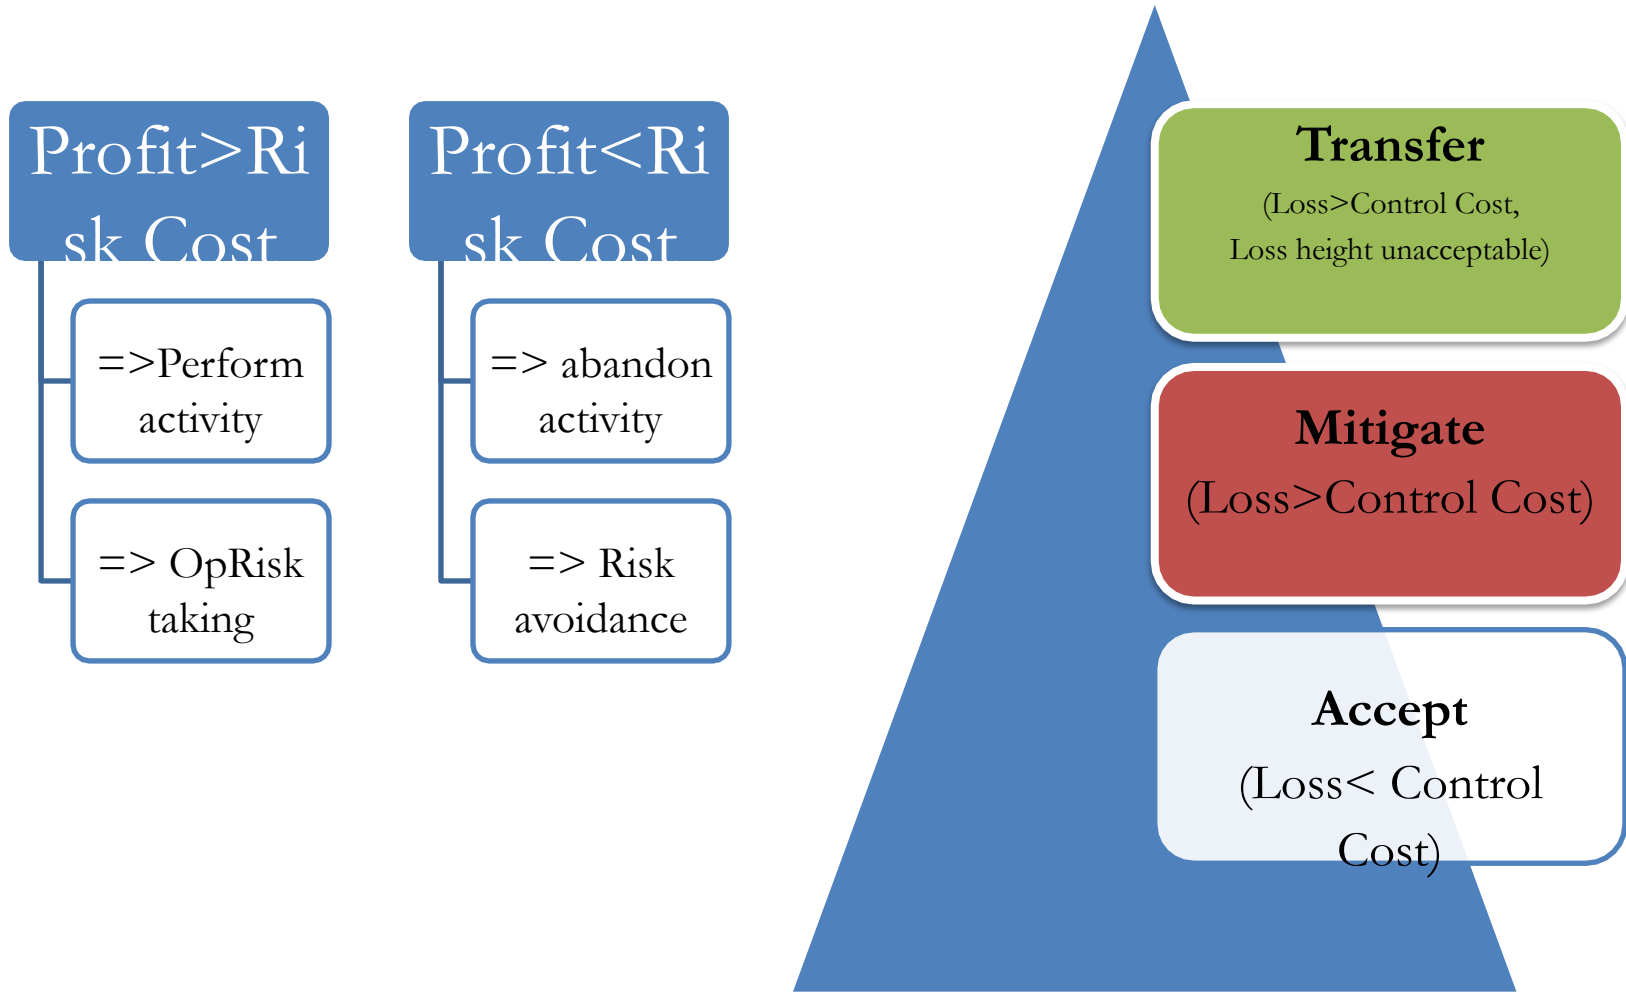 Profit>Ri
sk Cost
=>Perform
activity
=> OpRisk
taking
Profit<Ri
sk Cost
=> abandon
activity
=> Risk
avoidance
Transfer
(Loss>Control Cost,
Loss height unacceptable)
Mitigate
(Loss>Control Cost)
Accept
(Loss< Control
Cost)